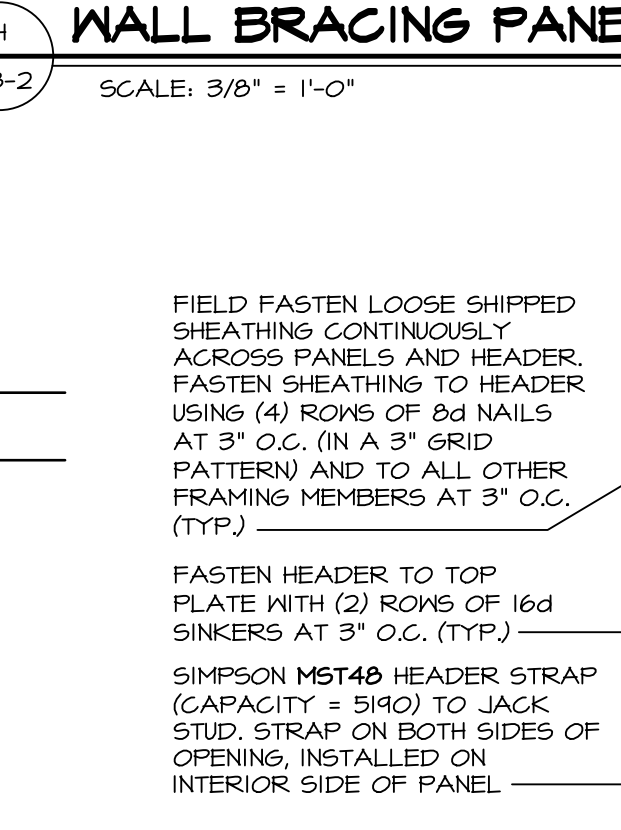 WALL BRACING PANE
H
3-2
SCALE: 3/8" = 1'-0"
FIELD FASTEN LOOSE SHIPPED
SHEATHING CONTINUOUSLY
ACROSS PANELS AND HEADER.
FASTEN SHEATHING TO HEADER
USING (4) ROWS OF 8d NAILS
AT 3" O.C. (IN A 3" GRID
PATTERN) AND TO ALL OTHER
FRAMING MEMBERS AT 3" O.C.
(TYP.)
FASTEN HEADER TO TOP
PLATE WITH (2) ROWS OF 16d
SINKERS AT 3" O.C. (TYP.)
SIMPSON MST48 HEADER STRAP
(CAPACITY = 5190) TO JACK
STUD. STRAP ON BOTH SIDES OF
OPENING, INSTALLED ON
INTERIOR SIDE OF PANEL